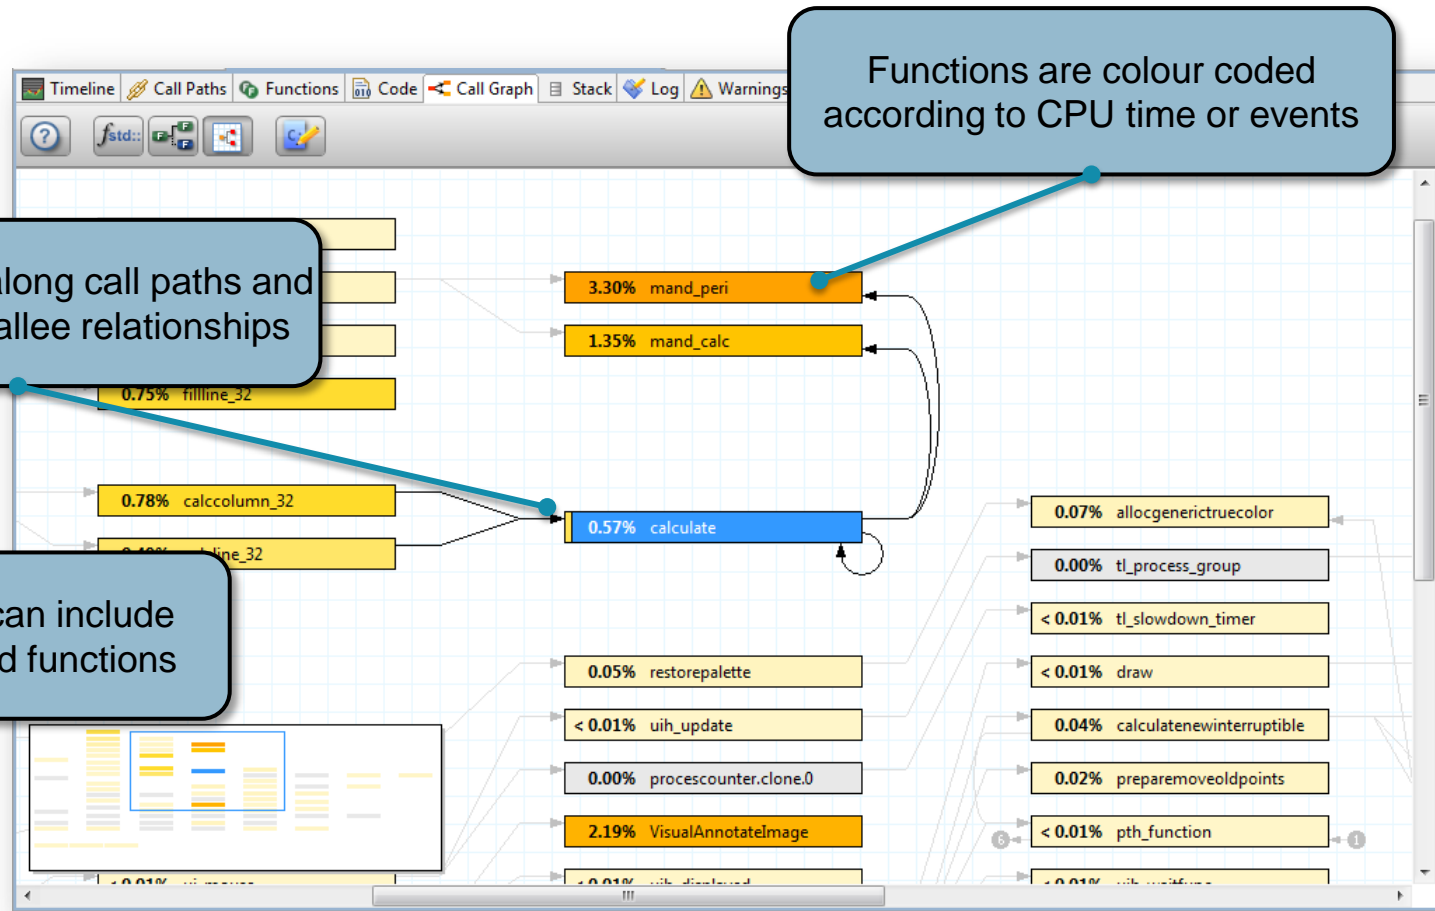 Functions are colour coded
according to CPU time or events
Timeline Call Paths Functions Code Call Graph Stack Log Warnings
fstd::
along call paths and
allee relationships
3.30% mand_peri
1.35% mand_calc
0.75% fillline_32
0.78% calccolumn_32
0.57% calculate
0.07% allocgenerictruecolor
line_32
0.00% tl_process_group
can include
d functions
< 0.01% tl_slowdown_timer
0.05% restorepalette
< 0.01% draw
< 0.01% uih_update
0.04% calculatenewinterruptible
0.00% procescounter.clone.0
0.02% preparemoveoldpoints
2.19% VisualAnnotateImage
6 < 0.01% pth_function 1